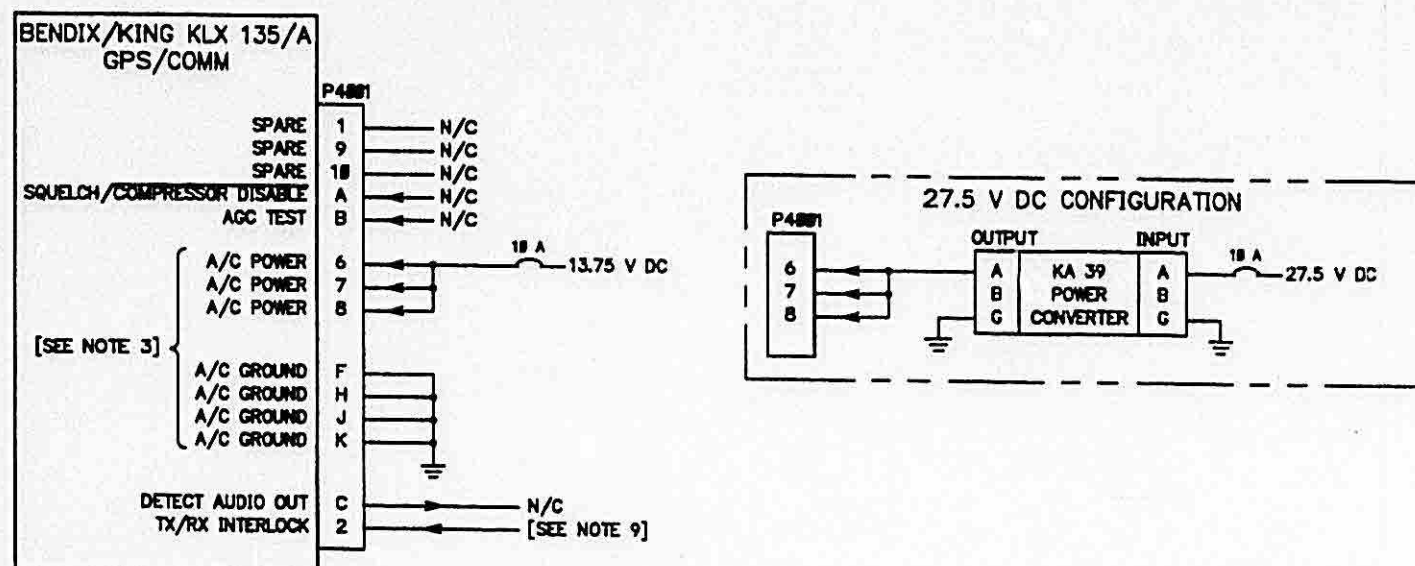 BENDIX/KING KLX 135/A
GPS/COMM
P4001
SPARE 1 N/C
SPARE 9 N/C
SPARE 10 N/C
SQUELCH/COMPRESSOR DISABLE A N/C
AGC TEST B N/C
A/C POWER 6 10 A 13.75 V DC
A/C POWER 7
A/C POWER 8
[SEE NOTE 3]
A/C GROUND F
A/C GROUND H
A/C GROUND J
A/C GROUND K
DETECT AUDIO OUT C N/C
TX/RX INTERLOCK 2 [SEE NOTE 9]
27.5 V DC CONFIGURATION
P4001
OUTPUT INPUT
6 A KA 39 A 10 A 27.5 V DC
7 B POWER B
8 G CONVERTER G